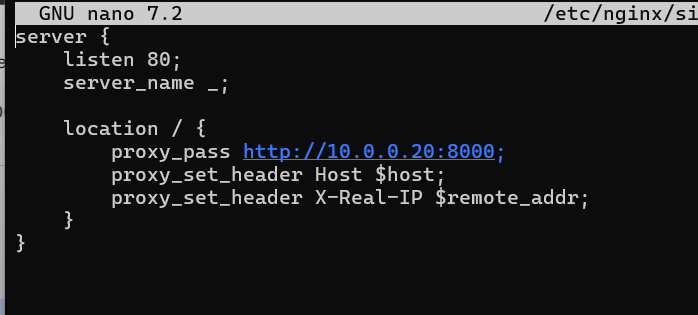 GNU nano 7.2 /etc/nginx/si
server {
    listen 80;
    server_name _;

    location / {
        proxy_pass http://10.0.0.20:8000;
        proxy_set_header Host $host;
        proxy_set_header X-Real-IP $remote_addr;
    }
}